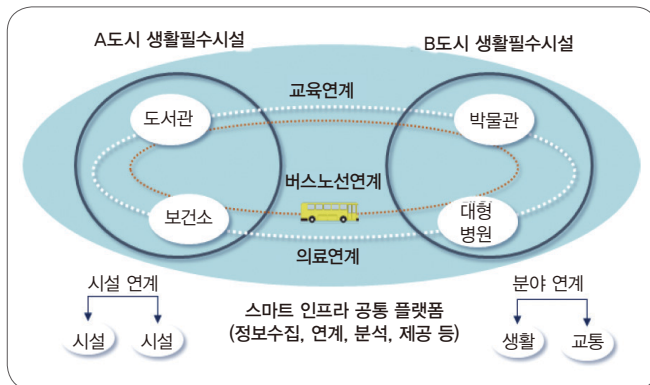 A도시 생활필수시설
B도시 생활필수시설
교육연계
도서관
박물관
버스노선연계
보건소
대형
병원
의료연계
시설 연계
분야 연계
스마트 인프라 공통 플랫폼
(정보수집, 연계, 분석, 제공 등)
시설
시설
생활
교통